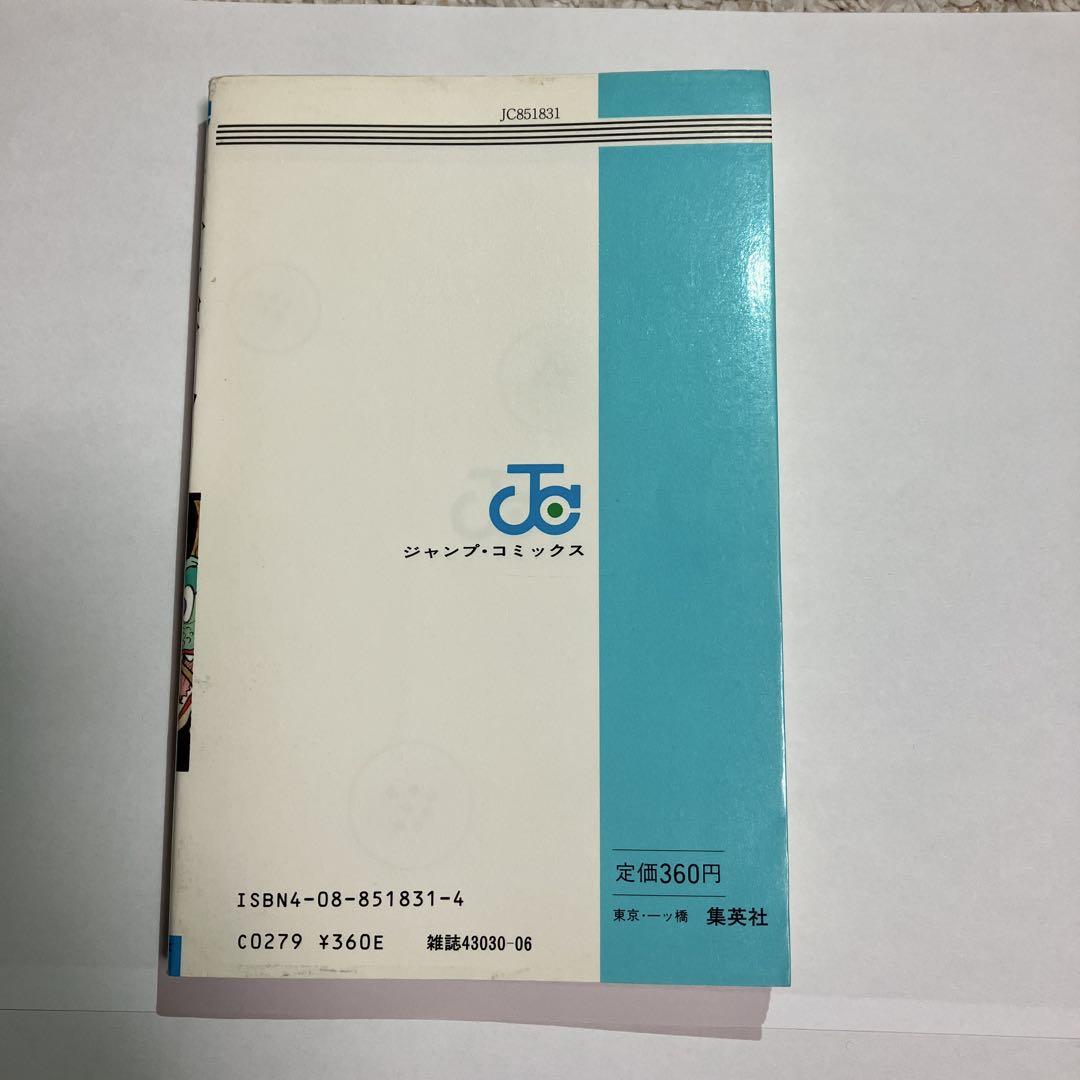 JC851831
JC
ジャンプ・コミックス
定価360円
東京・一ッ橋 集英社
ISBN4-08-851831-4
C0279 ¥360E 雑誌43030-06